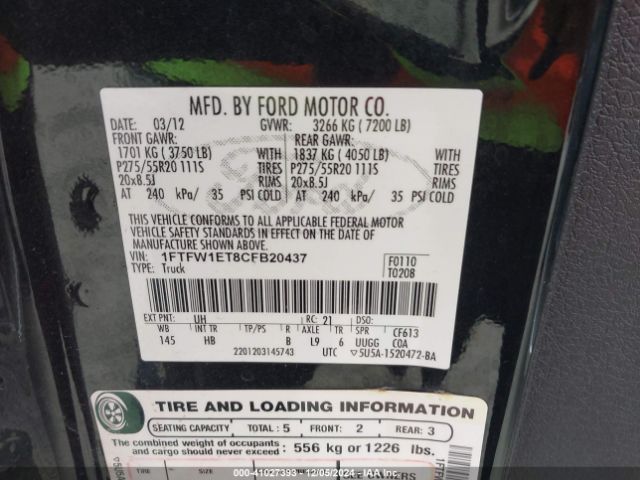 MFD. BY FORD MOTOR CO.
DATE: 03/12 GVWR: 3266 KG ( 7200 LB)
FRONT GAWR: REAR GAWR:
1701 KG ( 3750 LB) WITH 1837 KG ( 4050 LB) WITH
P275/55R20 111S TIRES P275/55R20 111S TIRES
20x8.5J RIMS 20x8.5J RIMS
AT 240 kPa/ 35 PSI COLD AT 240 kPa/ 35 PSI COLD
THIS VEHICLE CONFORMS TO ALL APPLICABLE FEDERAL MOTOR
VEHICLE SAFETY STANDARDS IN EFFECT ON THE DATE OF
MANUFACTURE SHOWN ABOVE.
VIN: 1FTFW1ET8CFB20437 F0110
TYPE: Truck T0208
EXT PNT: UH RC: 21 DSO:
WB INT TR TP/PS R AXLE TR SPR CF613
145 HB B L9 6 UUGG COA
2201203145743 UTC ▽5U5A-1520472-BA
TIRE AND LOADING INFORMATION
SEATING CAPACITY TOTAL: 5 FRONT: 2 REAR: 3
The combined weight of occupants
and cargo should never exceed: 556 kg or 1226 lbs.
TIRE SIZE
000-41027393 - 12/05/2024 - IAA Inc.